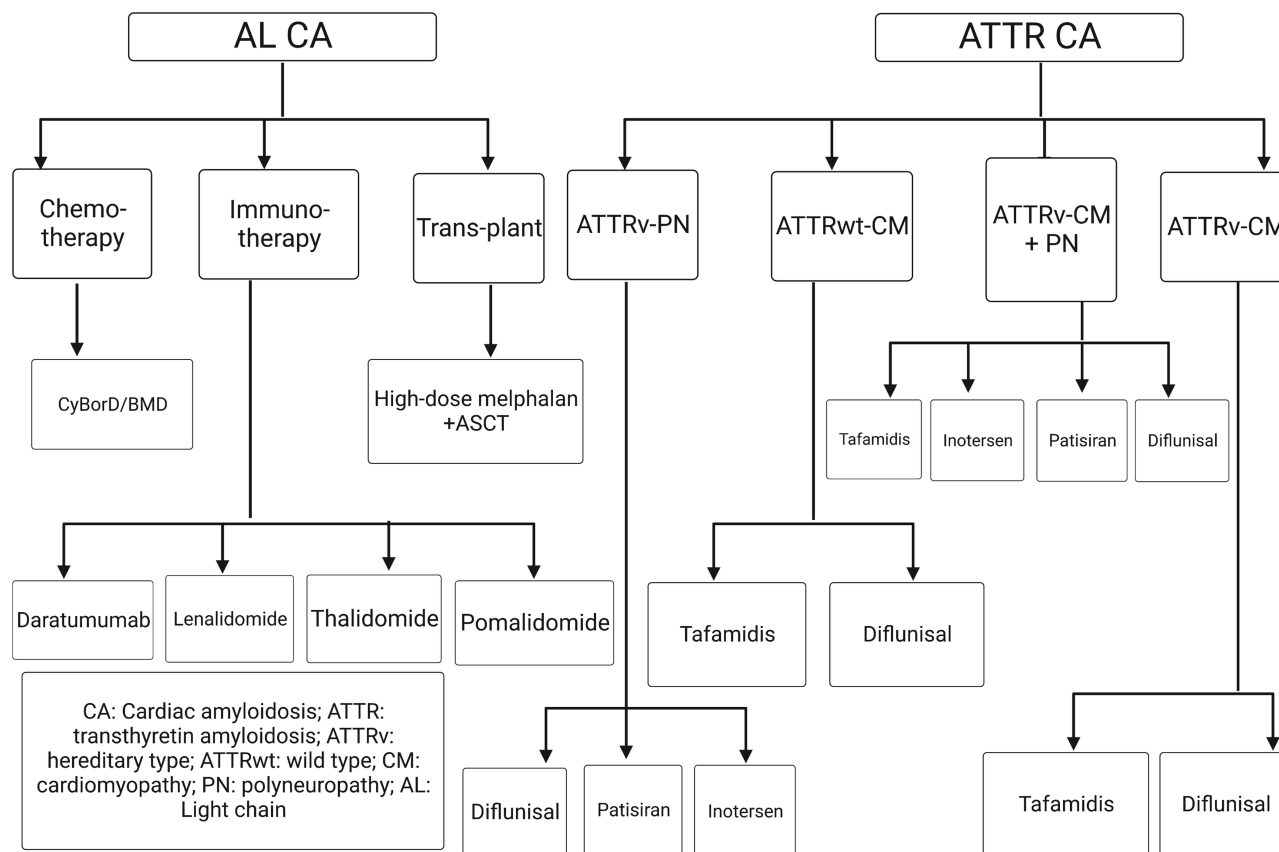 AL CA
ATTR CA
Chemo-
therapy
Immuno-
therapy
Trans-plant
ATTRv-PN
ATTRwt-CM
ATTRv-CM
+ PN
ATTRv-CM
CyBorD/BMD
High-dose melphalan
+ASCT
Tafamidis
Inotersen
Patisiran
Diflunisal
Daratumumab
Lenalidomide
Thalidomide
Pomalidomide
Tafamidis
Diflunisal
CA: Cardiac amyloidosis; ATTR:
transthyretin amyloidosis; ATTRv:
hereditary type; ATTRwt: wild type; CM:
cardiomyopathy; PN: polyneuropathy; AL:
Light chain
Diflunisal
Patisiran
Inotersen
Tafamidis
Diflunisal